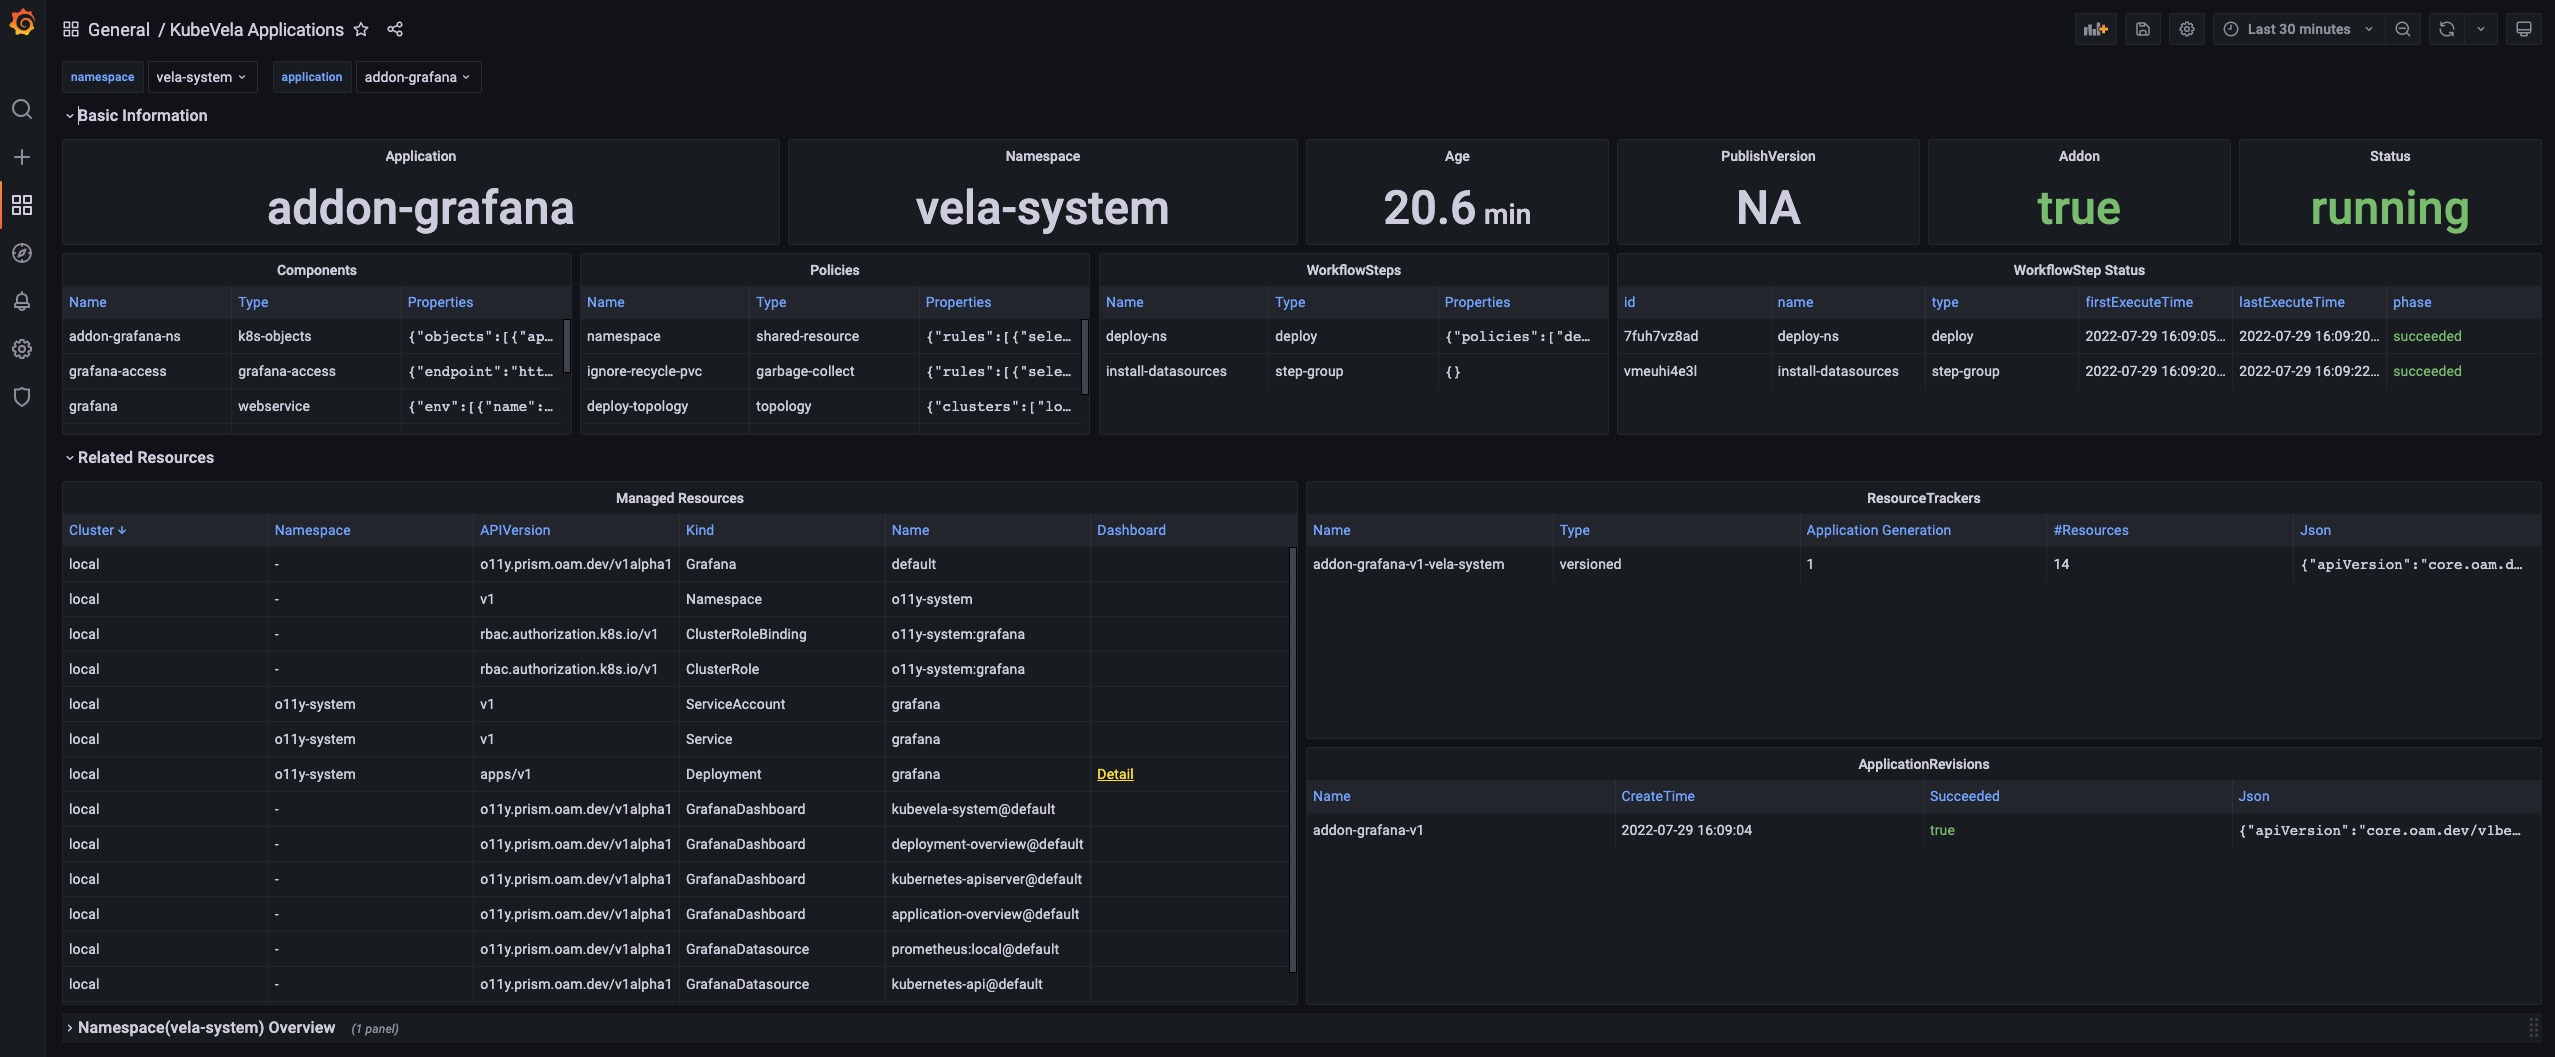 General / KubeVela Applications
Last 30 minutes
namespace vela-system application addon-grafana
Basic Information
Application
addon-grafana
Namespace
vela-system
Age
20.6 min
PublishVersion
NA
Addon
true
Status
running
Components
Name Type Properties
addon-grafana-ns k8s-objects {"objects":[{"ap...
grafana-access grafana-access {"endpoint":"htt...
grafana webservice {"env":[{"name":...
Policies
Name Type Properties
namespace shared-resource {"rules":[{"sele...
ignore-recycle-pvc garbage-collect {"rules":[{"sele...
deploy-topology topology {"clusters":["lo...
WorkflowSteps
Name Type Properties
deploy-ns deploy {"policies":["de...
install-datasources step-group {}
WorkflowStep Status
id name type firstExecuteTime lastExecuteTime phase
7fuh7vz8ad deploy-ns deploy 2022-07-29 16:09:05... 2022-07-29 16:09:20... succeeded
vmeuhi4e3l install-datasources step-group 2022-07-29 16:09:20... 2022-07-29 16:09:22... succeeded
Related Resources
Managed Resources
Cluster Namespace APIVersion Kind Name Dashboard
local - o11y.prism.oam.dev/v1alpha1 Grafana default
local - v1 Namespace o11y-system
local - rbac.authorization.k8s.io/v1 ClusterRoleBinding o11y-system:grafana
local - rbac.authorization.k8s.io/v1 ClusterRole o11y-system:grafana
local o11y-system v1 ServiceAccount grafana
local o11y-system v1 Service grafana
local o11y-system apps/v1 Deployment grafana Detail
local - o11y.prism.oam.dev/v1alpha1 GrafanaDashboard kubevela-system@default
local - o11y.prism.oam.dev/v1alpha1 GrafanaDashboard deployment-overview@default
local - o11y.prism.oam.dev/v1alpha1 GrafanaDashboard kubernetes-apiserver@default
local - o11y.prism.oam.dev/v1alpha1 GrafanaDashboard application-overview@default
local - o11y.prism.oam.dev/v1alpha1 GrafanaDatasource prometheus:local@default
local - o11y.prism.oam.dev/v1alpha1 GrafanaDatasource kubernetes-api@default
ResourceTrackers
Name Type Application Generation #Resources Json
addon-grafana-v1-vela-system versioned 1 14 {"apiVersion":"core.oam.d...
ApplicationRevisions
Name CreateTime Succeeded Json
addon-grafana-v1 2022-07-29 16:09:04 true {"apiVersion":"core.oam.dev/v1be...
Namespace(vela-system) Overview (1 panel)